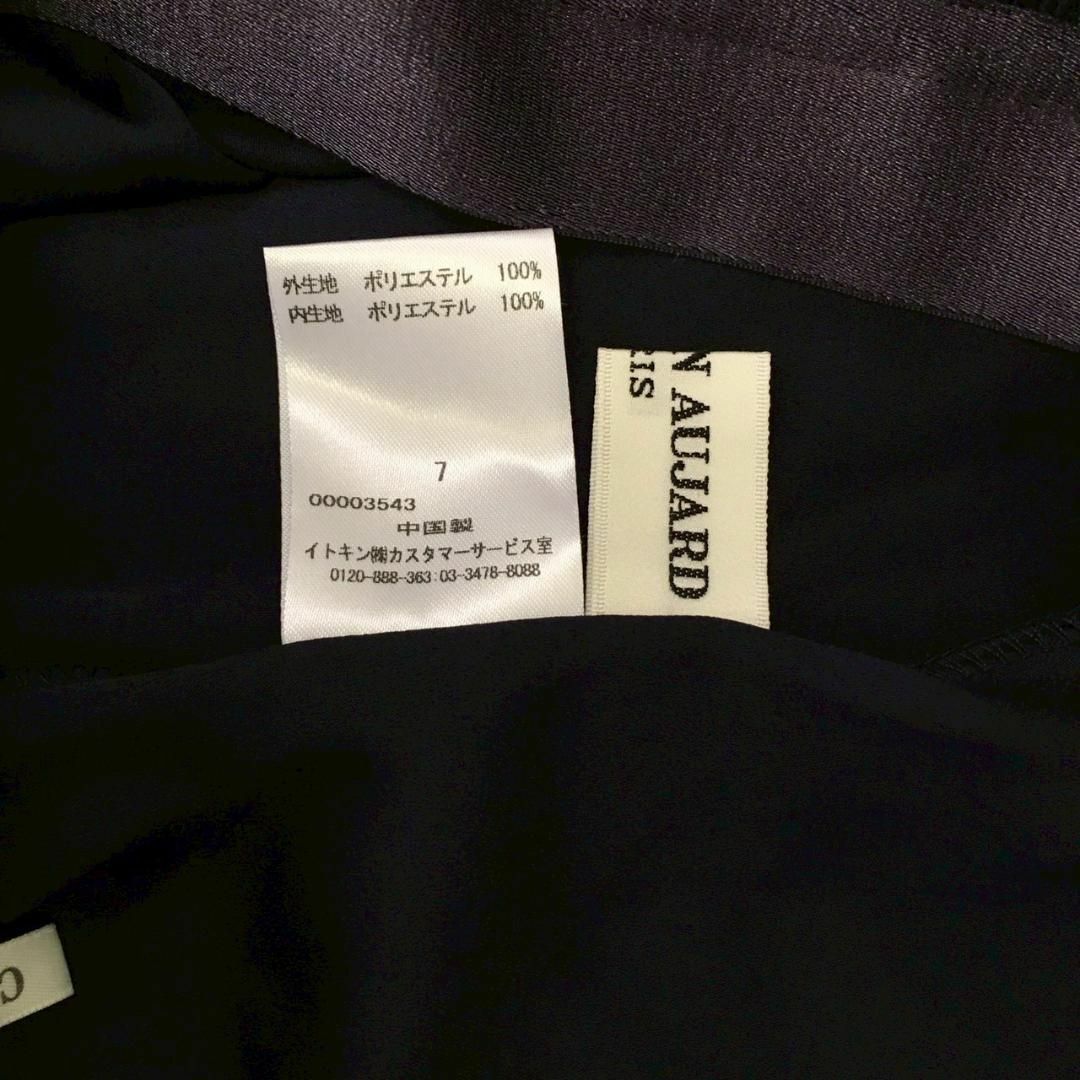 外生地 ポリエステル 100%
内生地 ポリエステル 100%
7
00003543
中国製
イトキン㈱カスタマーサービス室
0120-888-363:03-3478-8088
N AUJARD
RIS
C